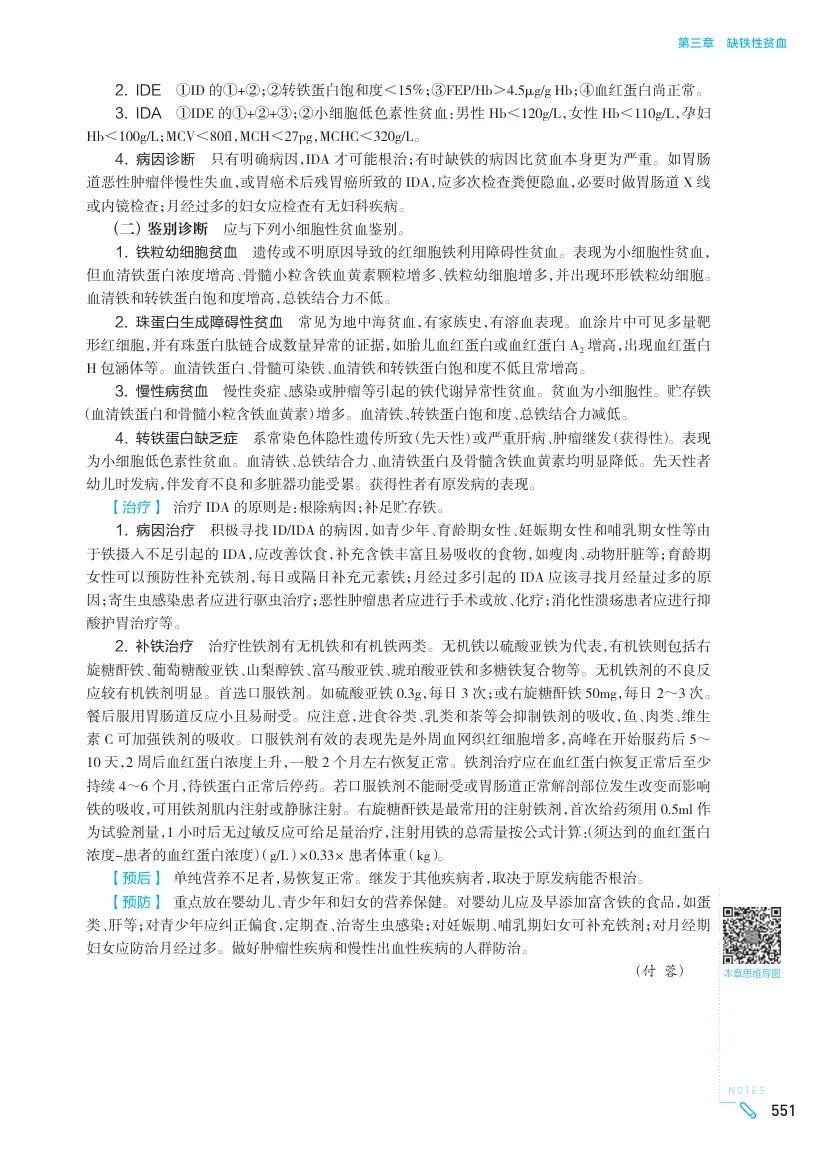 第三章 缺铁性贫血
2. IDE ①ID 的①+②;②转铁蛋白饱和度＜15%;③FEP/Hb＞4.5μg/g Hb;④血红蛋白尚正常。
3. IDA ①IDE 的①+②+③;②小细胞低色素性贫血:男性 Hb＜120g/L,女性 Hb＜110g/L,孕妇
Hb＜100g/L;MCV＜80fl,MCH＜27pg,MCHC＜320g/L。
4. 病因诊断 只有明确病因,IDA 才可能根治;有时缺铁的病因比贫血本身更为严重。如胃肠
道恶性肿瘤伴慢性失血,或胃癌术后残胃癌所致的 IDA,应多次检查粪便隐血,必要时做胃肠道 X 线
或内镜检查;月经过多的妇女应检查有无妇科疾病。
(二) 鉴别诊断 应与下列小细胞性贫血鉴别。
1. 铁粒幼细胞贫血 遗传或不明原因导致的红细胞铁利用障碍性贫血。表现为小细胞性贫血,
但血清铁蛋白浓度增高、骨髓小粒含铁血黄素颗粒增多、铁粒幼细胞增多,并出现环形铁粒幼细胞。
血清铁和转铁蛋白饱和度增高,总铁结合力不低。
2. 珠蛋白生成障碍性贫血 常见为地中海贫血,有家族史,有溶血表现。血涂片中可见多量靶
形红细胞,并有珠蛋白肽链合成数量异常的证据,如胎儿血红蛋白或血红蛋白 A₂ 增高,出现血红蛋白
H 包涵体等。血清铁蛋白、骨髓可染铁、血清铁和转铁蛋白饱和度不低且常增高。
3. 慢性病贫血 慢性炎症、感染或肿瘤等引起的铁代谢异常性贫血。贫血为小细胞性。贮存铁
(血清铁蛋白和骨髓小粒含铁血黄素)增多。血清铁、转铁蛋白饱和度、总铁结合力减低。
4. 转铁蛋白缺乏症 系常染色体隐性遗传所致(先天性)或严重肝病、肿瘤继发(获得性)。表现
为小细胞低色素性贫血。血清铁、总铁结合力、血清铁蛋白及骨髓含铁血黄素均明显降低。先天性者
幼儿时发病,伴发育不良和多脏器功能受累。获得性者有原发病的表现。
【治疗】 治疗 IDA 的原则是:根除病因;补足贮存铁。
1. 病因治疗 积极寻找 ID/IDA 的病因,如青少年、育龄期女性、妊娠期女性和哺乳期女性等由
于铁摄入不足引起的 IDA,应改善饮食,补充含铁丰富且易吸收的食物,如瘦肉、动物肝脏等;育龄期
女性可以预防性补充铁剂,每日或隔日补充元素铁;月经过多引起的 IDA 应该寻找月经量过多的原
因;寄生虫感染患者应进行驱虫治疗;恶性肿瘤患者应进行手术或放、化疗;消化性溃疡患者应进行抑
酸护胃治疗等。
2. 补铁治疗 治疗性铁剂有无机铁和有机铁两类。无机铁以硫酸亚铁为代表,有机铁则包括右
旋糖酐铁、葡萄糖酸亚铁、山梨醇铁、富马酸亚铁、琥珀酸亚铁和多糖铁复合物等。无机铁剂的不良反
应较有机铁剂明显。首选口服铁剂。如硫酸亚铁 0.3g,每日 3 次;或右旋糖酐铁 50mg,每日 2～3 次。
餐后服用胃肠道反应小且易耐受。应注意,进食谷类、乳类和茶等会抑制铁剂的吸收,鱼、肉类、维生
素 C 可加强铁剂的吸收。口服铁剂有效的表现先是外周血网织红细胞增多,高峰在开始服药后 5～
10 天,2 周后血红蛋白浓度上升,一般 2 个月左右恢复正常。铁剂治疗应在血红蛋白恢复正常后至少
持续 4～6 个月,待铁蛋白正常后停药。若口服铁剂不能耐受或胃肠道正常解剖部位发生改变而影响
铁的吸收,可用铁剂肌内注射或静脉注射。右旋糖酐铁是最常用的注射铁剂,首次给药须用 0.5ml 作
为试验剂量,1 小时后无过敏反应可给足量治疗,注射用铁的总需量按公式计算:(须达到的血红蛋白
浓度–患者的血红蛋白浓度)(g/L)×0.33× 患者体重(kg)。
【预后】 单纯营养不足者,易恢复正常。继发于其他疾病者,取决于原发病能否根治。
【预防】 重点放在婴幼儿、青少年和妇女的营养保健。对婴幼儿应及早添加富含铁的食品,如蛋
类、肝等;对青少年应纠正偏食,定期查、治寄生虫感染;对妊娠期、哺乳期妇女可补充铁剂;对月经期
妇女应防治月经过多。做好肿瘤性疾病和慢性出血性疾病的人群防治。
(付 蓉)
本章思维导图
NOTES
551